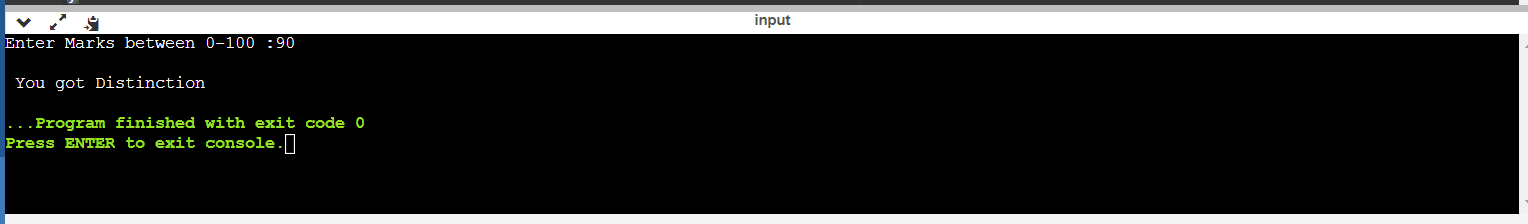 input
Enter Marks between 0-100 :90
You got Distinction
...Program finished with exit code 0
Press ENTER to exit console.